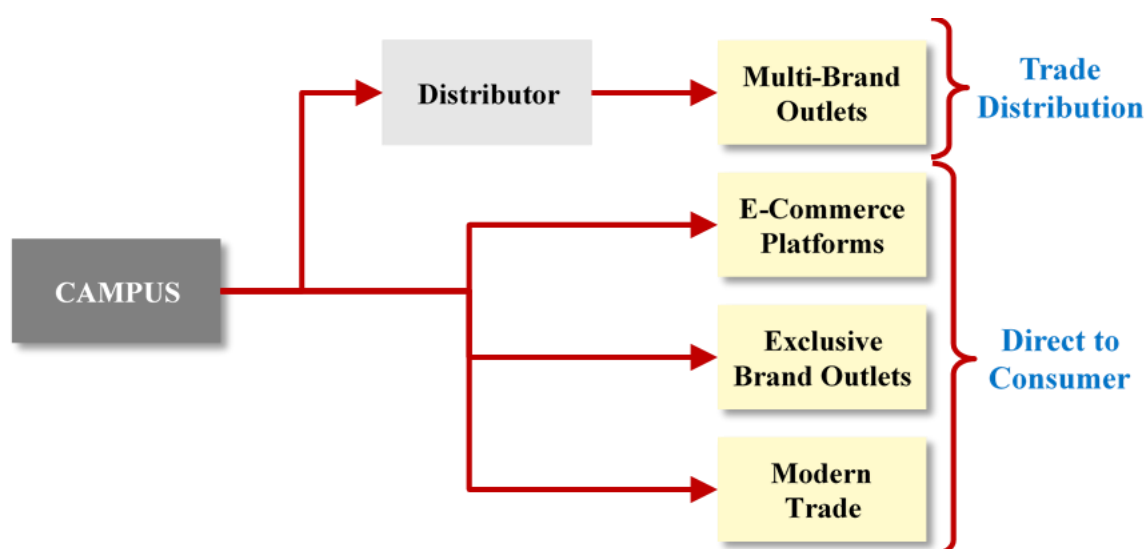 Distributor
Multi-Brand
Outlets
Trade
Distribution
E-Commerce
Platforms
CAMPUS
Exclusive
Brand Outlets
Direct to
Consumer
Modern
Trade